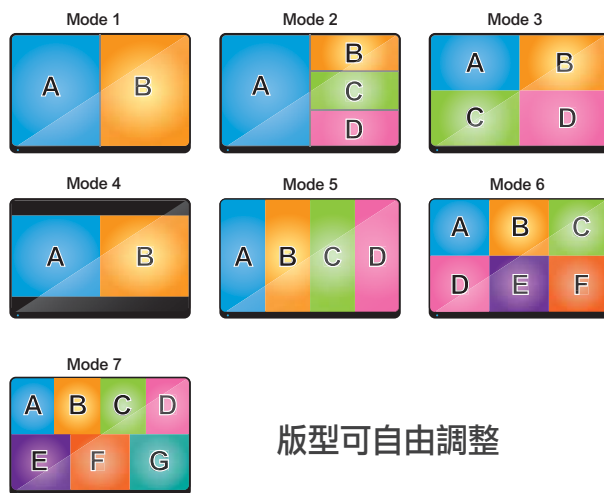 Mode 1
Mode 2
Mode 3
A B
A B
C
D
A B
C D
Mode 4
Mode 5
Mode 6
A B
A B C D
A B C
D E F
Mode 7
A B C D
E F G
版型可自由調整